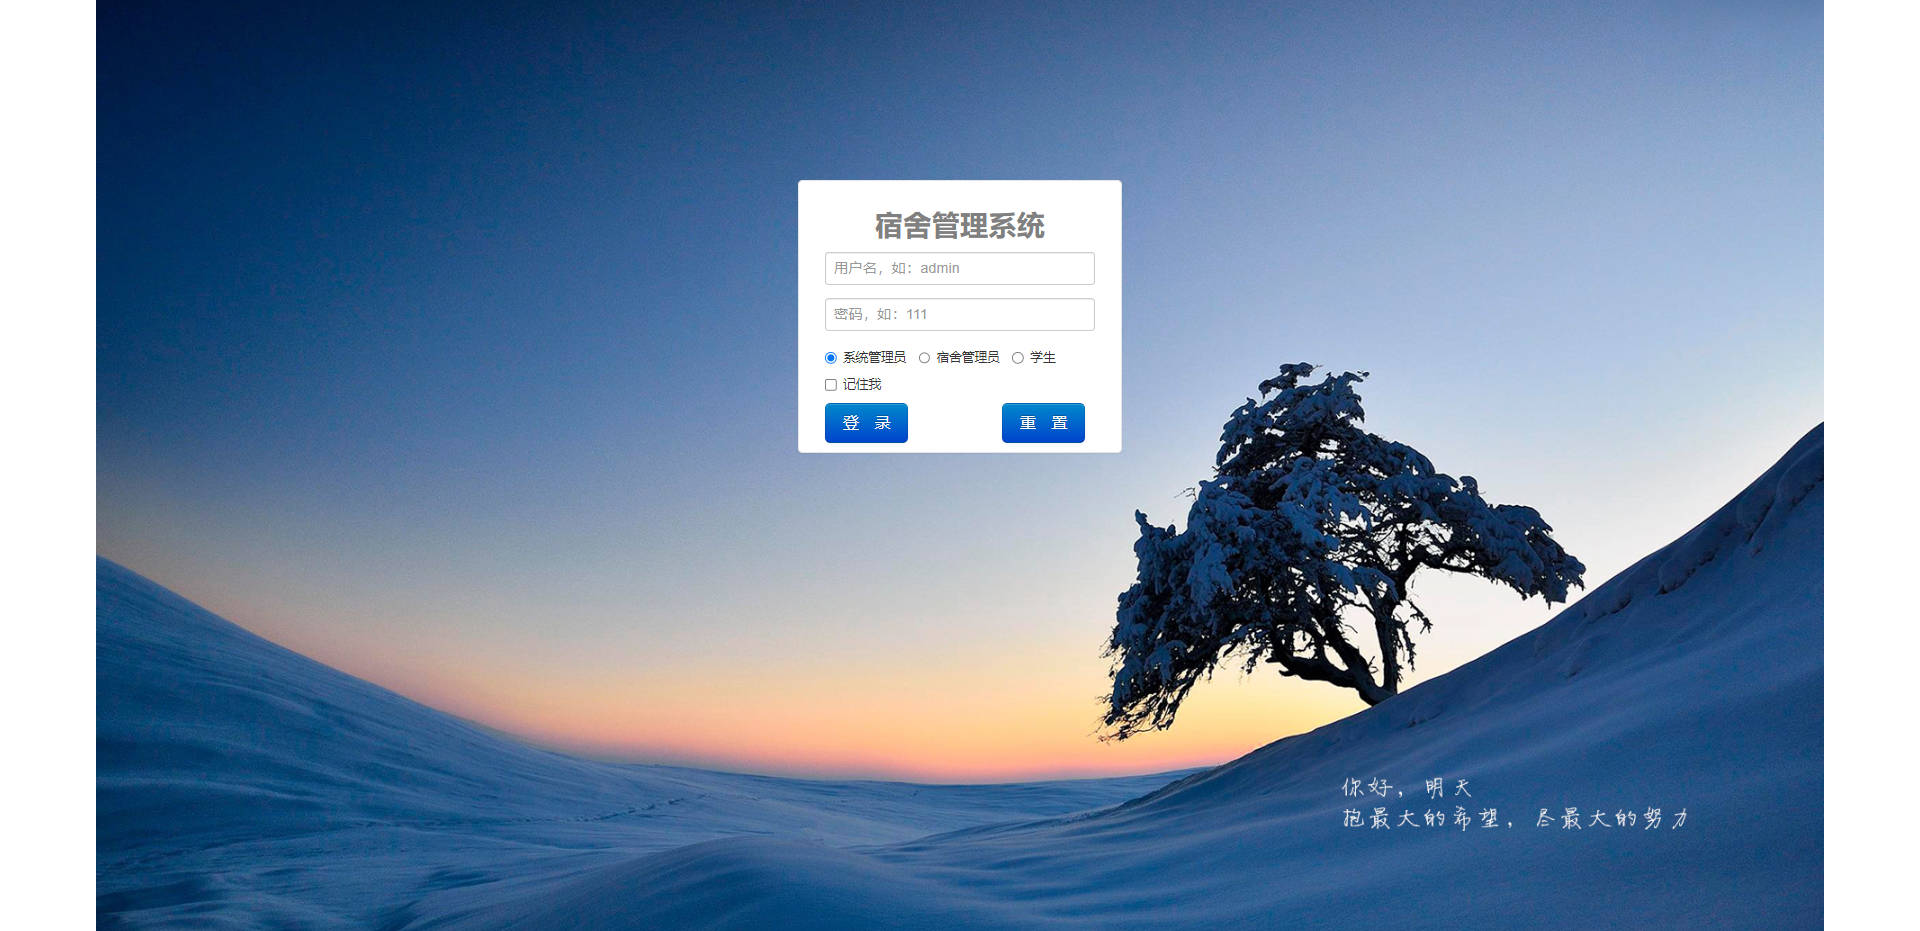 宿舍管理系统
用户名，如：admin
密码，如：111
系统管理员 宿舍管理员 学生
记住我
登 录 重 置
你好，明天
抱最大的希望，尽最大的努力